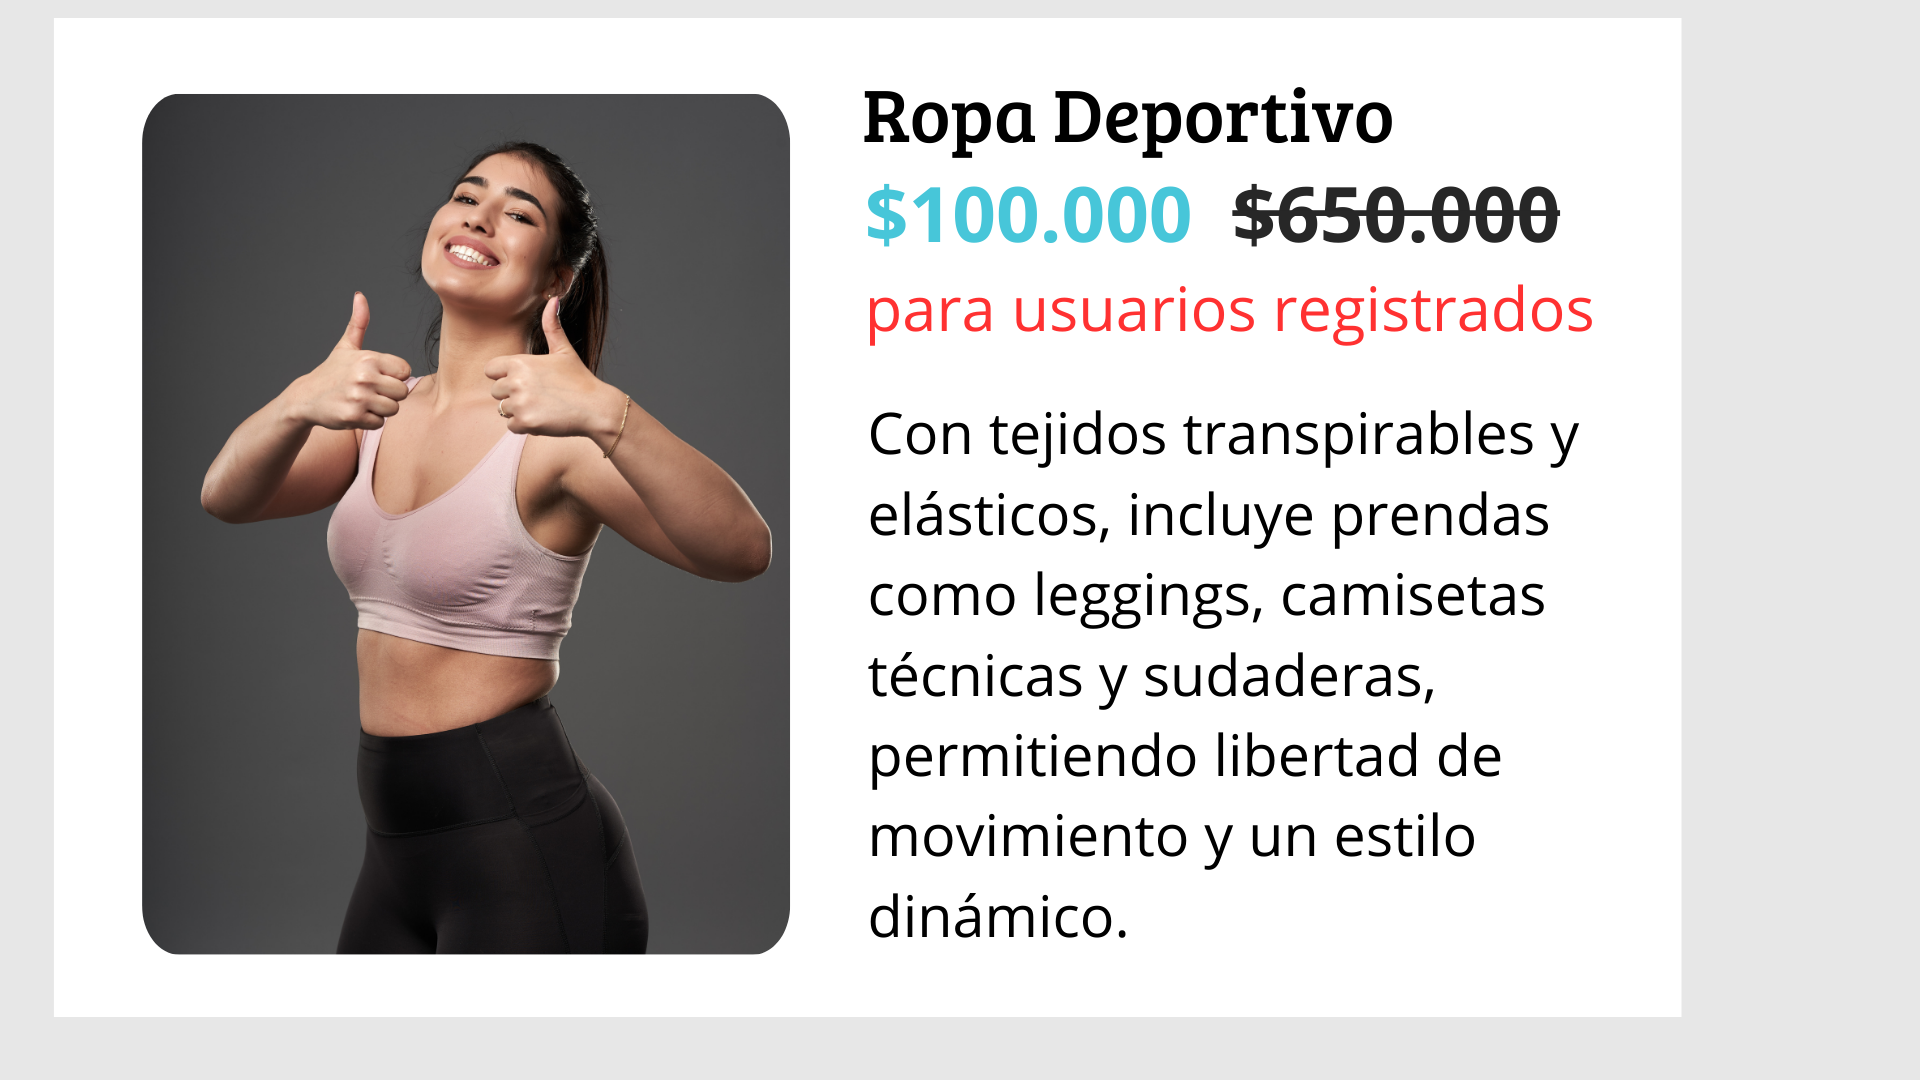 Ropa Deportivo
$100.000 $650.000
para usuarios registrados
Con tejidos transpirables y
elásticos, incluye prendas
como leggings, camisetas
técnicas y sudaderas,
permitiendo libertad de
movimiento y un estilo
dinámico.